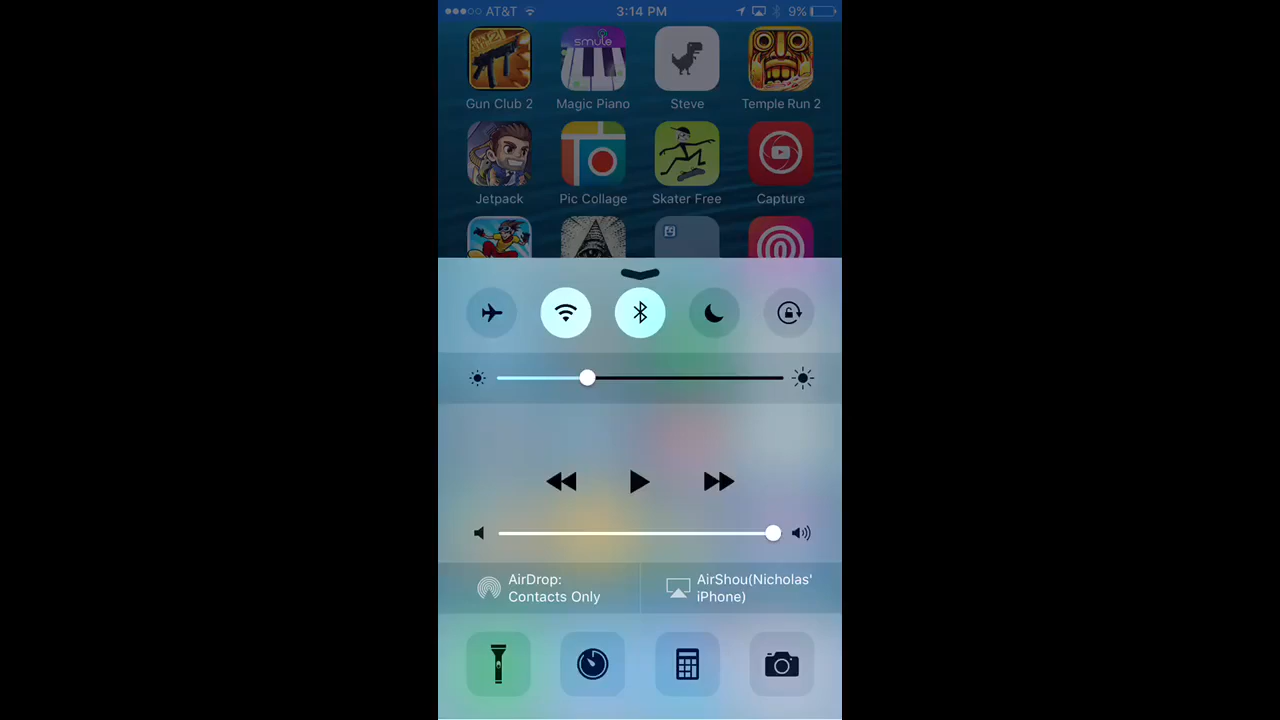 AT&T 3:14 PM 9%
smule
Gun Club 2 Magic Piano Steve Temple Run 2
Jetpack Pic Collage Skater Free Capture
AirDrop: AirShou(Nicholas'
Contacts Only iPhone)